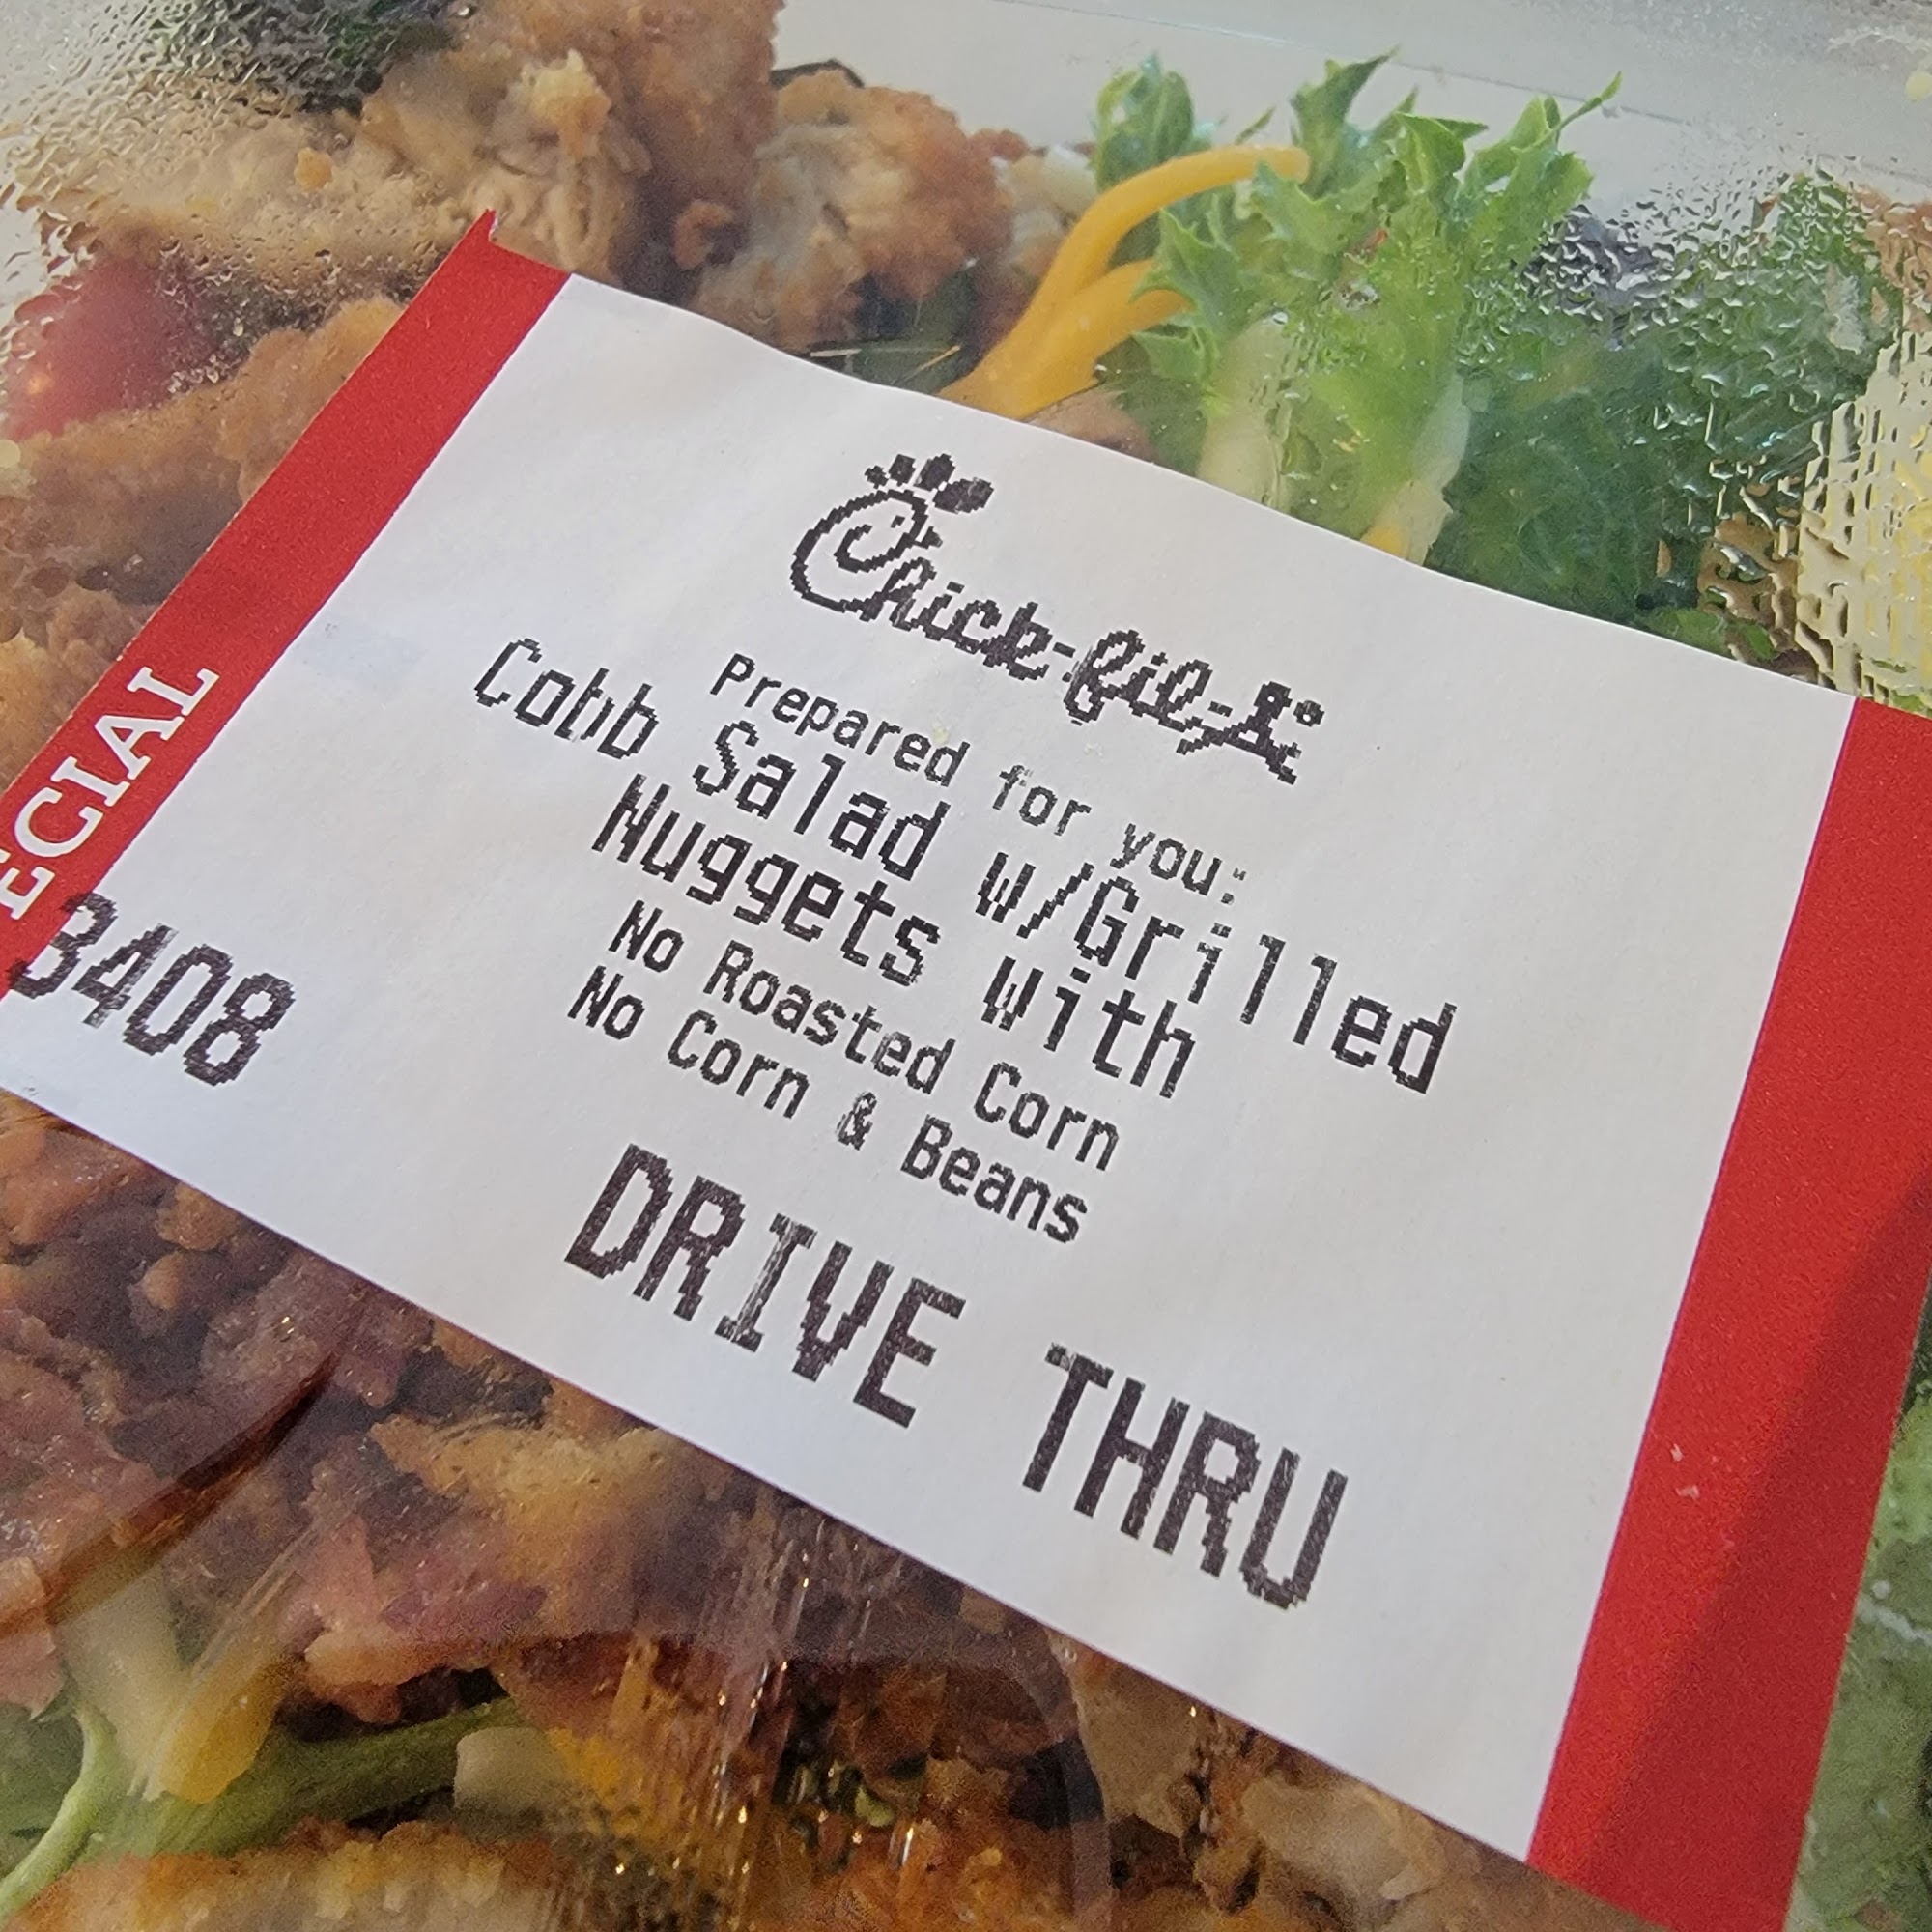 Chick-fil-A
Prepared for you:
Cobb Salad w/Grilled
Nuggets with
No Roasted Corn
No Corn & Beans
DRIVE THRU
3408
ECIAL